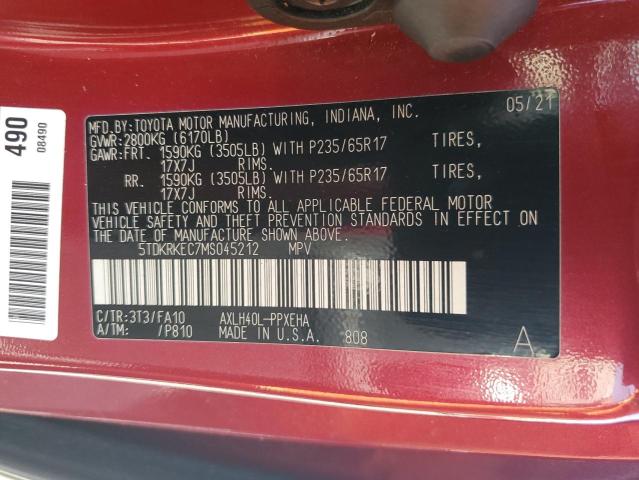 MFD.BY:TOYOTA MOTOR MANUFACTURING, INDIANA, INC. 05/21
GVWR:2800KG (6170LB)
GAWR:FRT. 1590KG (3505LB) WITH P235/65R17 TIRES,
17X7J RIMS.
RR. 1590KG (3505LB) WITH P235/65R17 TIRES,
17X7J RIMS.
THIS VEHICLE CONFORMS TO ALL APPLICABLE FEDERAL MOTOR
VEHICLE SAFETY AND THEFT PREVENTION STANDARDS IN EFFECT ON
THE DATE OF MANUFACTURE SHOWN ABOVE.
5TDKRKEC7MS045212 MPV
C/TR:3T3/FA10 AXLH40L-PPXEHA
A/TM: /P810 MADE IN U.S.A. 808 A
490
08490